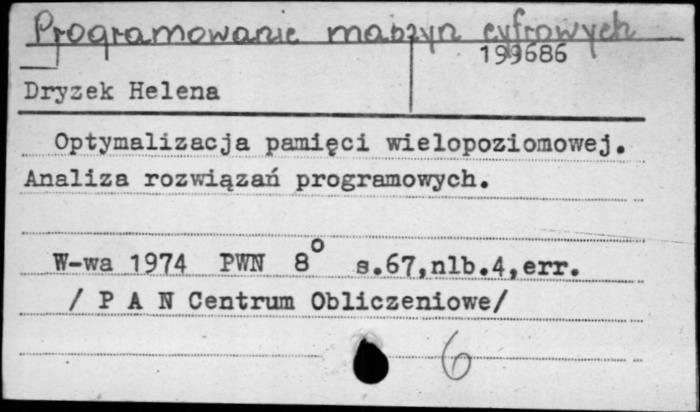 Programowanie maszyn cyfrowych
199686
Dryzek Helena
Optymalizacja pamięci wielopoziomowej.
Analiza rozwiązań programowych.
W-wa 1974 PWN 8° s.67,nlb.4,err.
/ P A N Centrum Obliczeniowe/
6